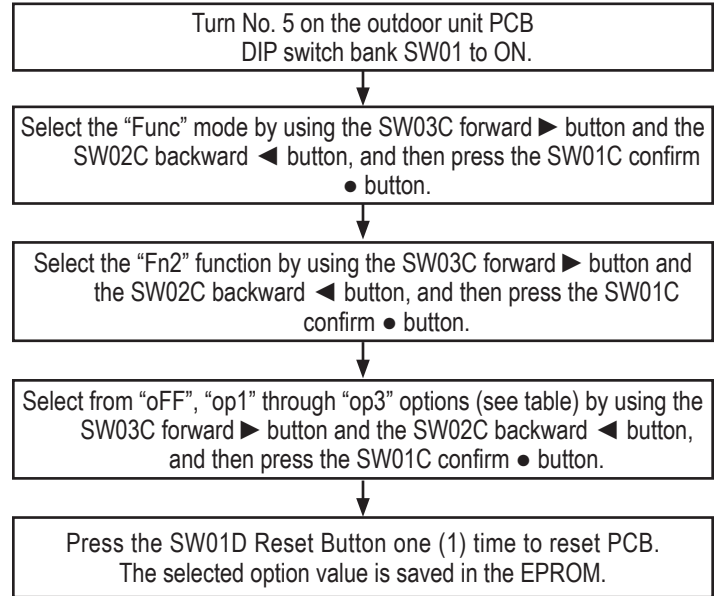 Turn No. 5 on the outdoor unit PCB
DIP switch bank SW01 to ON.
Select the “Func” mode by using the SW03C forward ► button and the
SW02C backward ◄ button, and then press the SW01C confirm
● button.
Select the “Fn2” function by using the SW03C forward ► button and
the SW02C backward ◄ button, and then press the SW01C
confirm ● button.
Select from “oFF”, “op1” through “op3” options (see table) by using the
SW03C forward ► button and the SW02C backward ◄ button,
and then press the SW01C confirm ● button.
Press the SW01D Reset Button one (1) time to reset PCB.
The selected option value is saved in the EPROM.